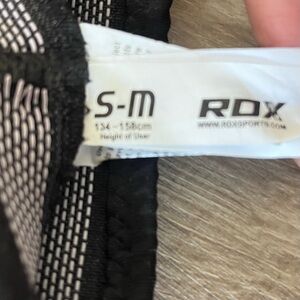 S-M
134 - 158cm
Height of User
RDX
WWW.RDXSPORTS.COM